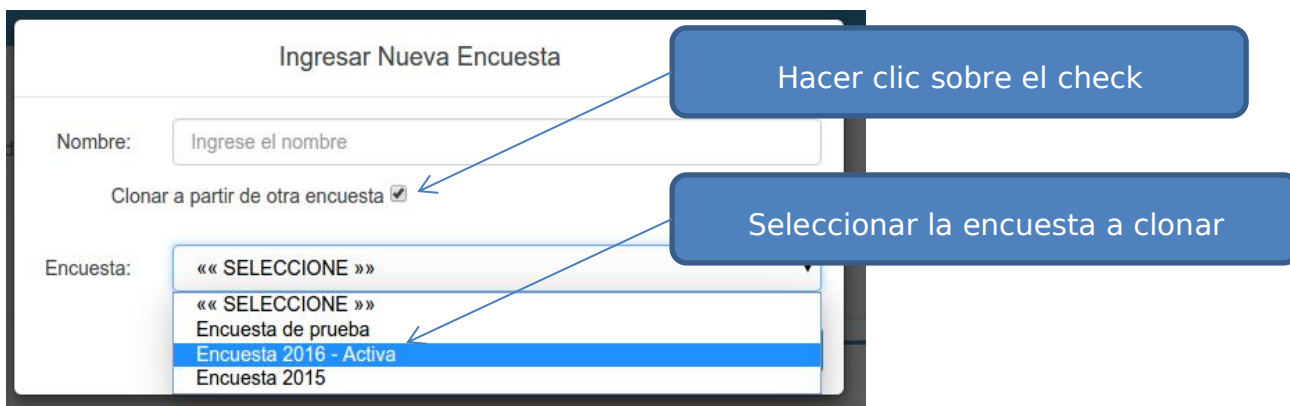 Ingresar Nueva Encuesta
Hacer clic sobre el check
Nombre:
Ingrese el nombre
Clonar a partir de otra encuesta
Seleccionar la encuesta a clonar
Encuesta:
«« SELECCIONE »»
«« SELECCIONE »»
Encuesta de prueba
Encuesta 2016 - Activa
Encuesta 2015